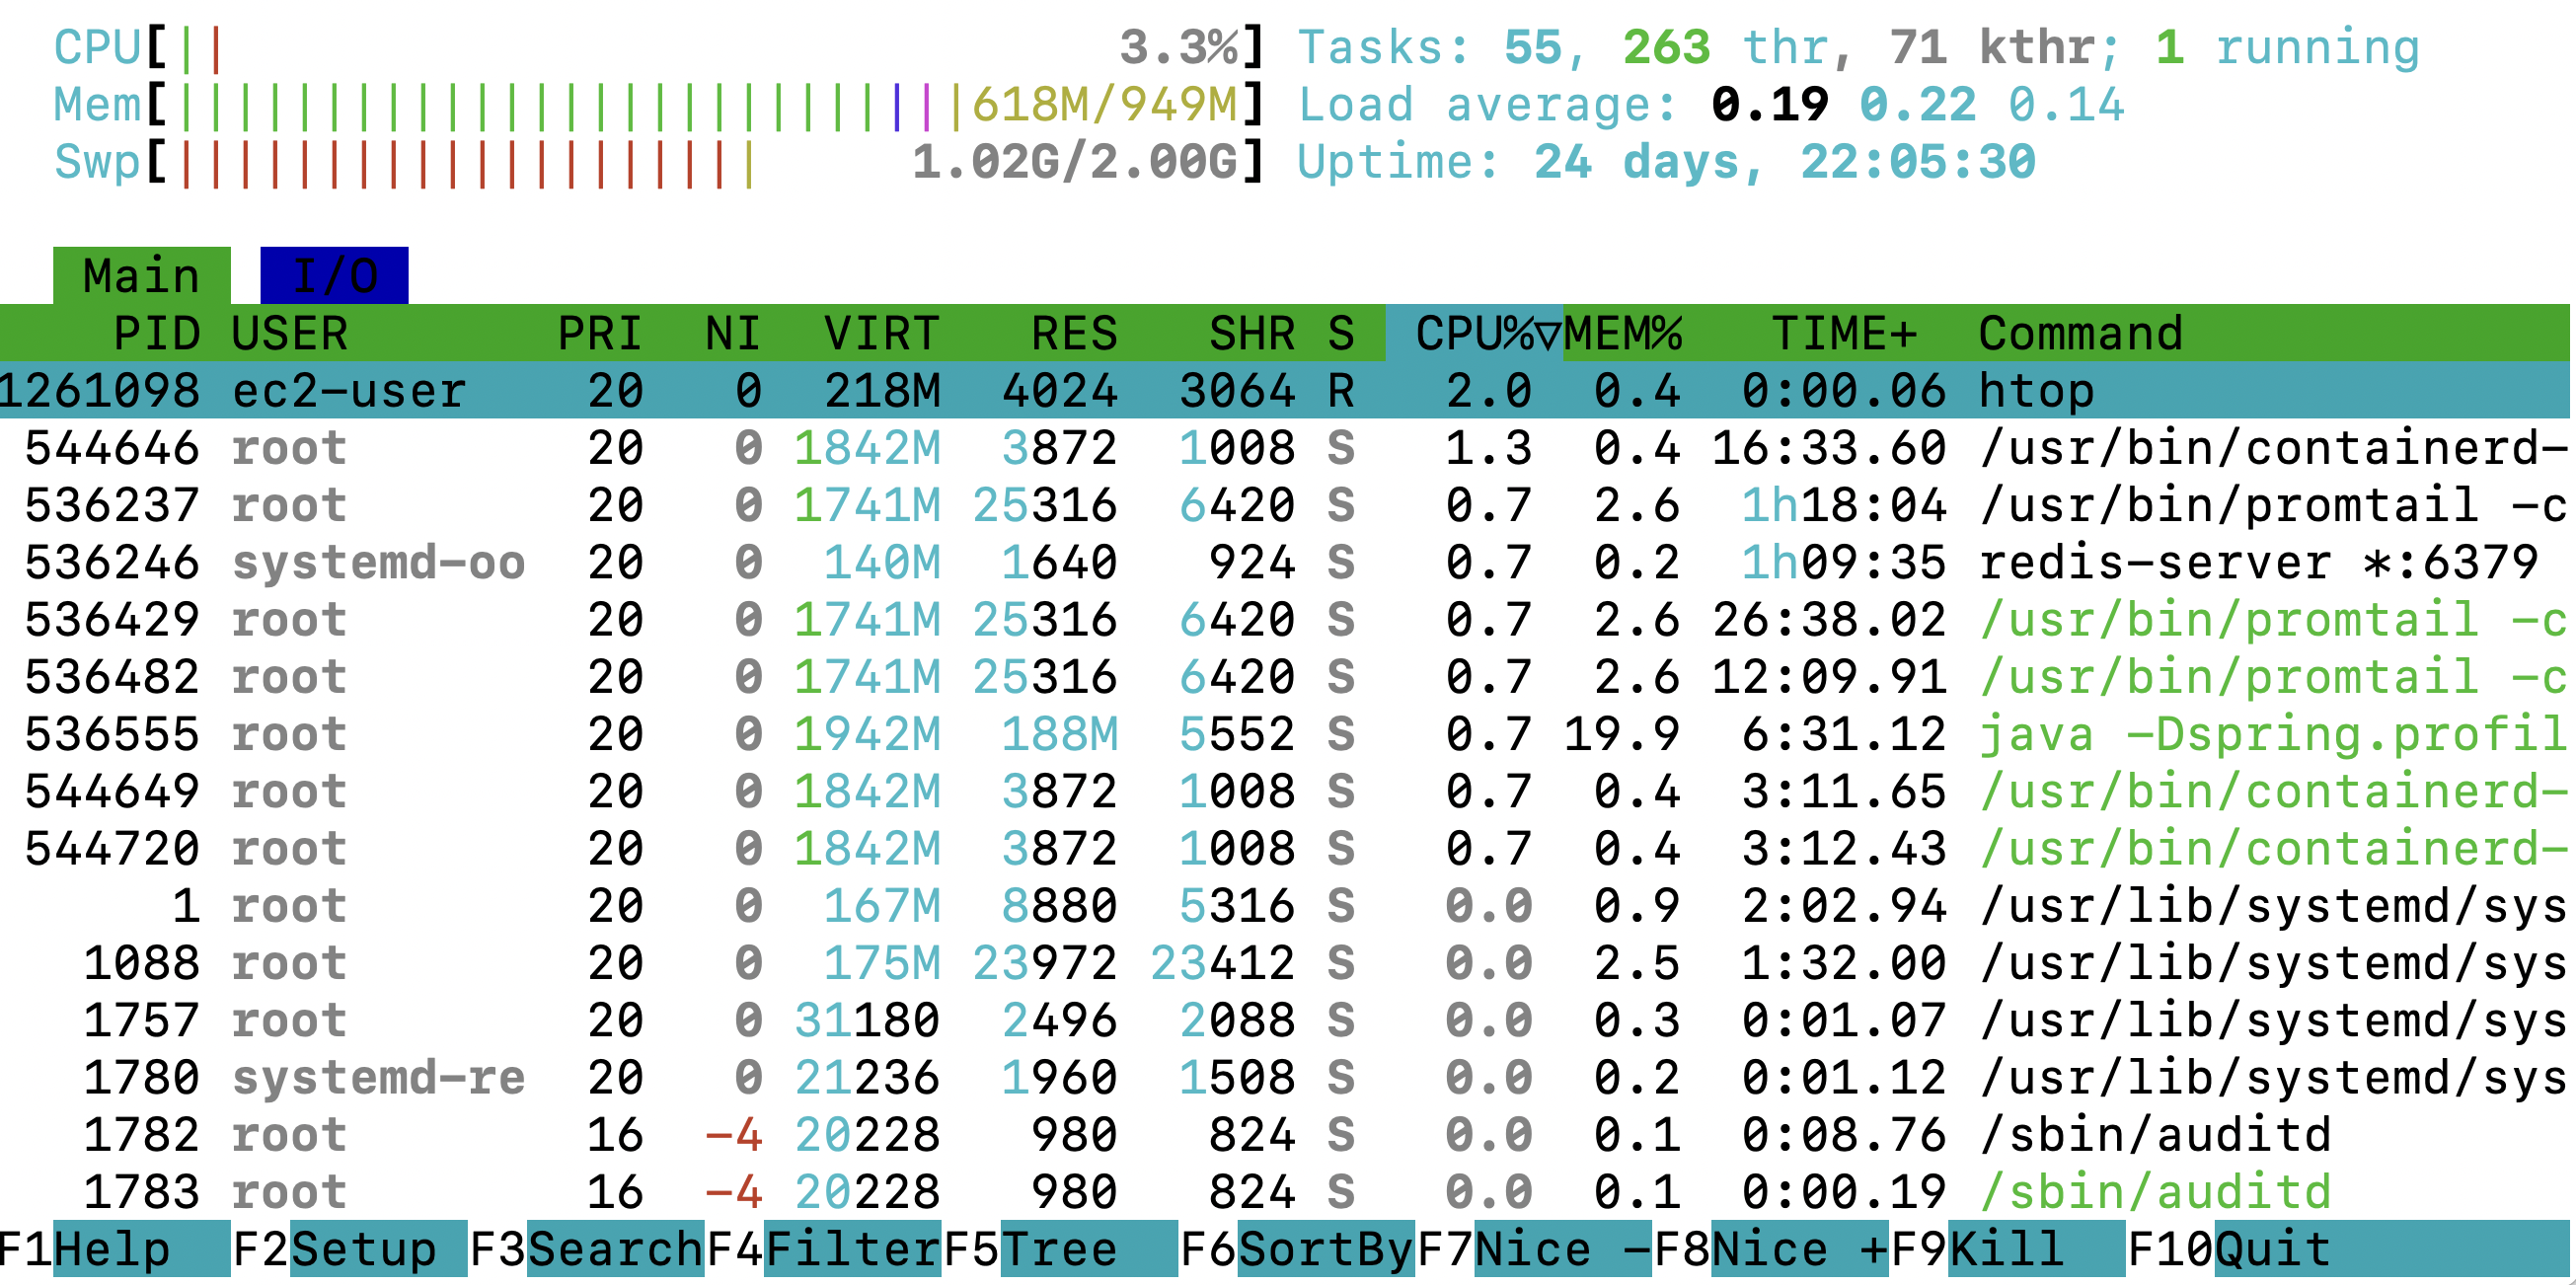 CPU[|| 3.3%] Tasks: 55, 263 thr, 71 kthr; 1 running
Mem[|||||||||||||||||||||||||||618M/949M] Load average: 0.19 0.22 0.14
Swp[|||||||||||||||||||| 1.02G/2.00G] Uptime: 24 days, 22:05:30
Main I/O
PID USER PRI NI VIRT RES SHR S CPU%▽MEM% TIME+ Command
1261098 ec2-user 20 0 218M 4024 3064 R 2.0 0.4 0:00.06 htop
544646 root 20 0 1842M 3872 1008 S 1.3 0.4 16:33.60 /usr/bin/containerd-
536237 root 20 0 1741M 25316 6420 S 0.7 2.6 1h18:04 /usr/bin/promtail -c
536246 systemd-oo 20 0 140M 1640 924 S 0.7 0.2 1h09:35 redis-server *:6379
536429 root 20 0 1741M 25316 6420 S 0.7 2.6 26:38.02 /usr/bin/promtail -c
536482 root 20 0 1741M 25316 6420 S 0.7 2.6 12:09.91 /usr/bin/promtail -c
536555 root 20 0 1942M 188M 5552 S 0.7 19.9 6:31.12 java -Dspring.profil
544649 root 20 0 1842M 3872 1008 S 0.7 0.4 3:11.65 /usr/bin/containerd-
544720 root 20 0 1842M 3872 1008 S 0.7 0.4 3:12.43 /usr/bin/containerd-
1 root 20 0 167M 8880 5316 S 0.0 0.9 2:02.94 /usr/lib/systemd/sys
1088 root 20 0 175M 23972 23412 S 0.0 2.5 1:32.00 /usr/lib/systemd/sys
1757 root 20 0 31180 2496 2088 S 0.0 0.3 0:01.07 /usr/lib/systemd/sys
1780 systemd-re 20 0 21236 1960 1508 S 0.0 0.2 0:01.12 /usr/lib/systemd/sys
1782 root 16 -4 20228 980 824 S 0.0 0.1 0:08.76 /sbin/auditd
1783 root 16 -4 20228 980 824 S 0.0 0.1 0:00.19 /sbin/auditd
F1Help F2Setup F3SearchF4FilterF5Tree F6SortByF7Nice -F8Nice +F9Kill F10Quit